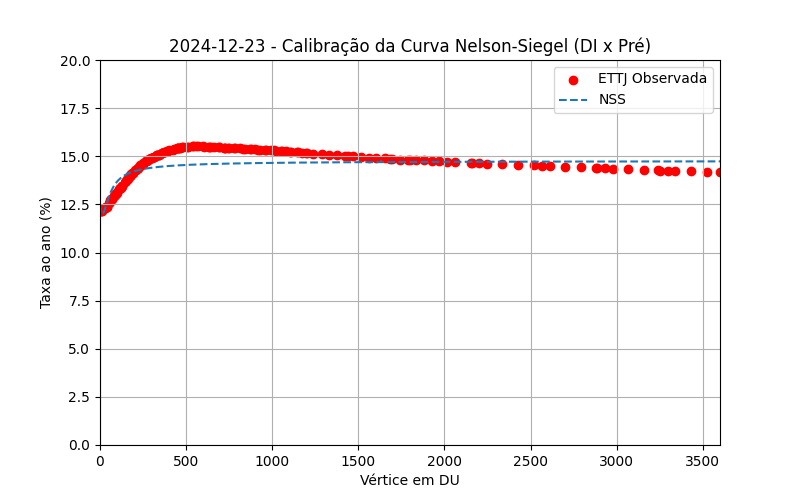 2024-12-23 - Calibração da Curva Nelson-Siegel (DI x Pré)
ETTJ Observada
NSS
20.0
17.5
15.0
12.5
10.0
7.5
5.0
2.5
0.0
Taxa ao ano (%)
0 500 1000 1500 2000 2500 3000 3500
Vértice em DU